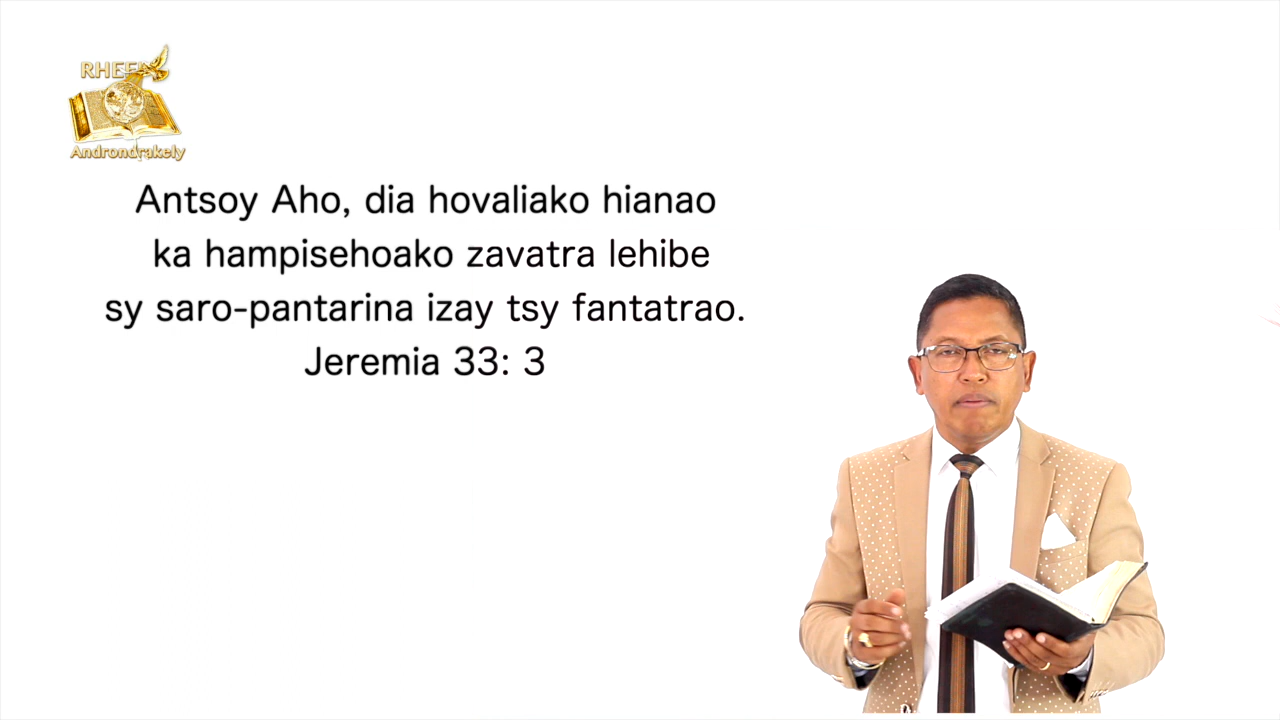 Androndrakely
Antsoy Aho, dia hovaliako hianao
ka hampisehoako zavatra lehibe
sy saro-pantarina izay tsy fantatrao.
Jeremia 33: 3